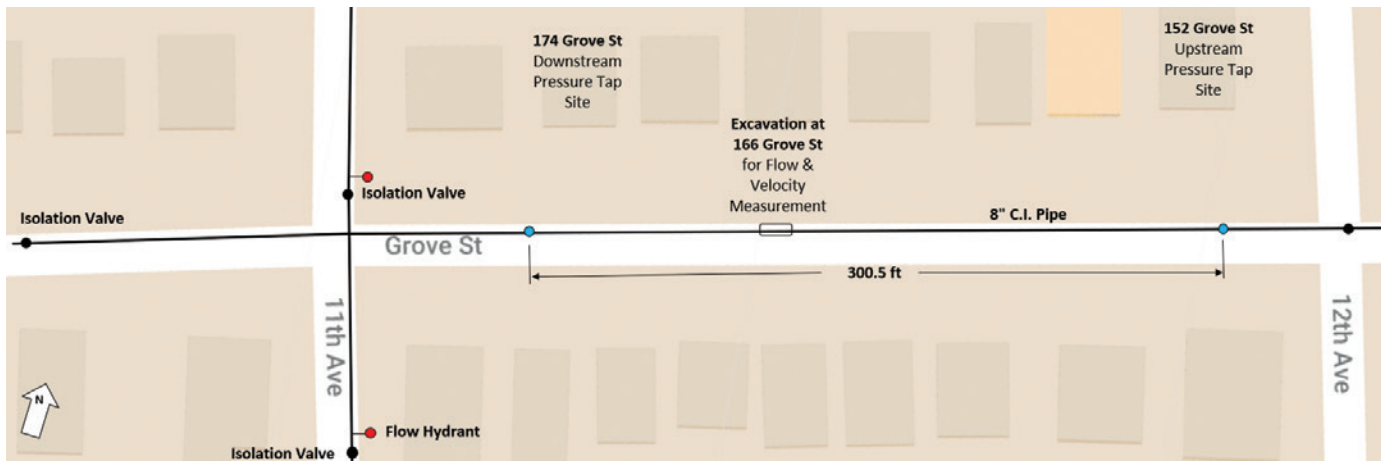 174 Grove St
Downstream
Pressure Tap
Site
152 Grove St
Upstream
Pressure Tap
Site
Excavation at
166 Grove St
for Flow &
Velocity
Measurement
Isolation Valve
Isolation Valve
8" C.I. Pipe
Grove St
300.5 ft
11th Ave
12th Ave
N
Flow Hydrant
Isolation Valve